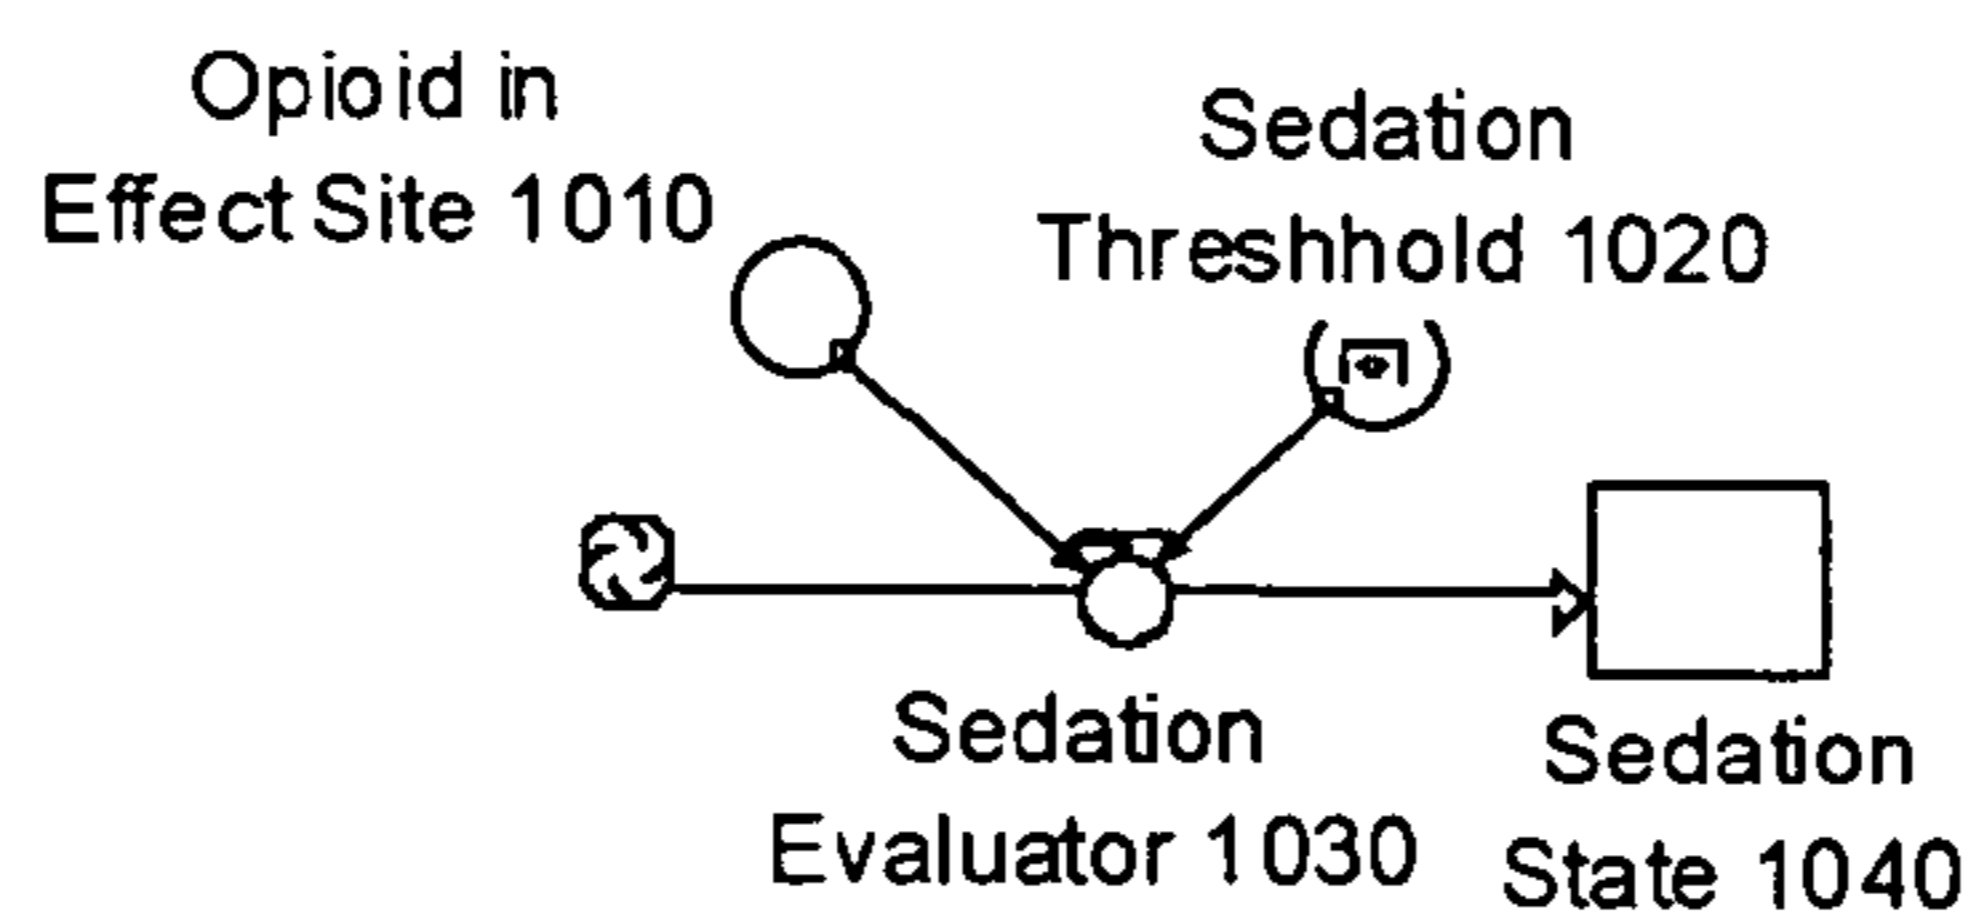 Opioid in
Effect Site 1010
Sedation
Threshhold 1020
Sedation
Evaluator 1030
Sedation
State 1040